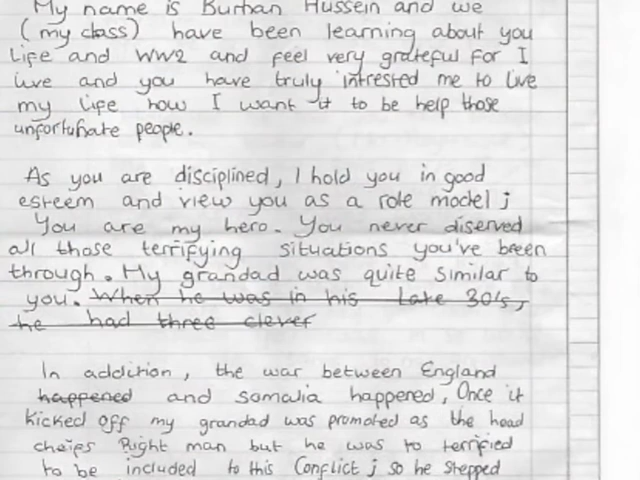 My name is Burhan Hussein and we
(my class) have been learning about you
Life and WW2 and feel very grateful for I
live and you have truly intrested me to live
my life how I want it to be help those
unfortuhate people.
As you are disciplined, I hold you in good
esteem and view you as a role model;
You are my hero. You never diserved
all those terrifying situations you've breen
through. My grandad was quite similar to
you. When he was in his Late 30's,
he had three clever
In addition, the war between England
happened and somalia happened, Once it
kicked off my grandad was promoted as the head
cheips Right man but he was to terrified
to be included to this Conflict; so he stepped